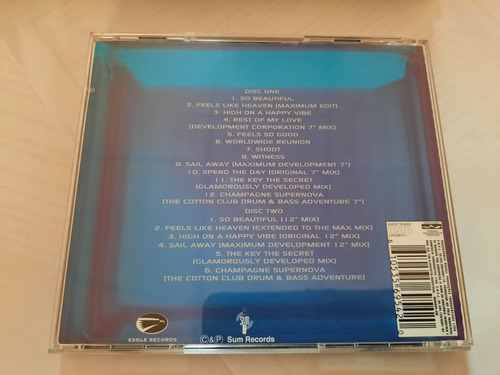 DISC ONE
1. SO BEAUTIFUL
2. FEELS LIKE HEAVEN [MAXIMUM EDIT]
3. HIGH ON A HAPPY VIBE
4. REST OF MY LOVE
[DEVELOPMENT CORPORATION 7" MIX]
5. FEELS SO GOOD
6. WORLDWIDE REUNION
7. SHOOT
8. WITNESS
9. SAIL AWAY [MAXIMUM DEVELOPMENT 7"]
10. SPEND THE DAY [ORIGINAL 7" MIX]
11. THE KEY THE SECRET
[GLAMOROUSLY DEVELOPED MIX]
12. CHAMPAGNE SUPERNOVA
[THE COTTON CLUB DRUM & BASS ADVENTURE 7"]
DISC TWO
1. SO BEAUTIFUL [12" MIX]
2. FEELS LIKE HEAVEN [EXTENDED TO THE MAX MIX]
3. HIGH ON A HAPPY VIBE [ORIGINAL 12" MIX]
4. SAIL AWAY [MAXIMUM DEVELOPMENT 12" MIX]
5. THE KEY THE SECRET
[GLAMOROUSLY DEVELOPED MIX]
6. CHAMPAGNE SUPERNOVA
[THE COTTON CLUB DRUM & BASS ADVENTURE]
EAGLE RECORDS
©&℗ Sum Records